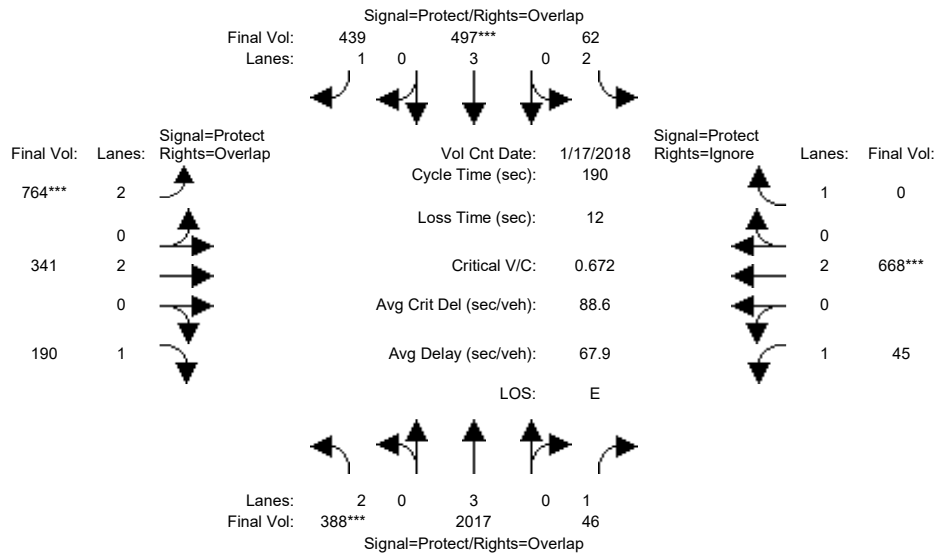 Signal=Protect/Rights=Overlap
Final Vol: 439 497*** 62
Lanes: 1 0 3 0 2
Signal=Protect
Final Vol: Lanes: Rights=Overlap
Vol Cnt Date: 1/17/2018
Signal=Protect
Rights=Ignore Lanes: Final Vol:
Cycle Time (sec): 190
764*** 2
1 0
Loss Time (sec): 12
0
0
341 2
Critical V/C: 0.672
2 668***
0
Avg Crit Del (sec/veh): 88.6
0
190 1
Avg Delay (sec/veh): 67.9
1 45
LOS: E
Lanes: 2 0 3 0 1
Final Vol: 388*** 2017 46
Signal=Protect/Rights=Overlap